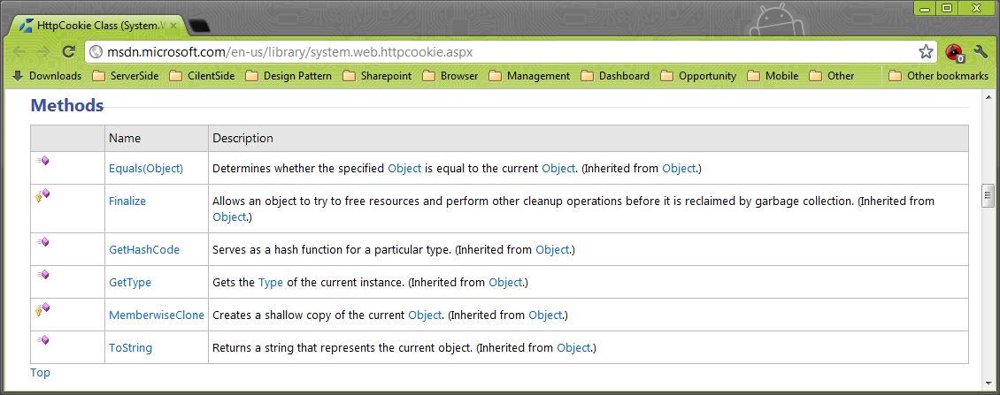 HttpCookie Class (System.W
msdn.microsoft.com/en-us/library/system.web.httpcookie.aspx
0
Downloads ServerSide CilentSide Design Pattern Sharepoint Browser Management Dashboard Opportunity Mobile Other Other bookmarks
Methods
Name Description
Equals(Object) Determines whether the specified Object is equal to the current Object. (Inherited from Object.)
Finalize Allows an object to try to free resources and perform other cleanup operations before it is reclaimed by garbage collection. (Inherited from
Object.)
GetHashCode Serves as a hash function for a particular type. (Inherited from Object.)
GetType Gets the Type of the current instance. (Inherited from Object.)
MemberwiseClone Creates a shallow copy of the current Object. (Inherited from Object.)
ToString Returns a string that represents the current object. (Inherited from Object.)
Top